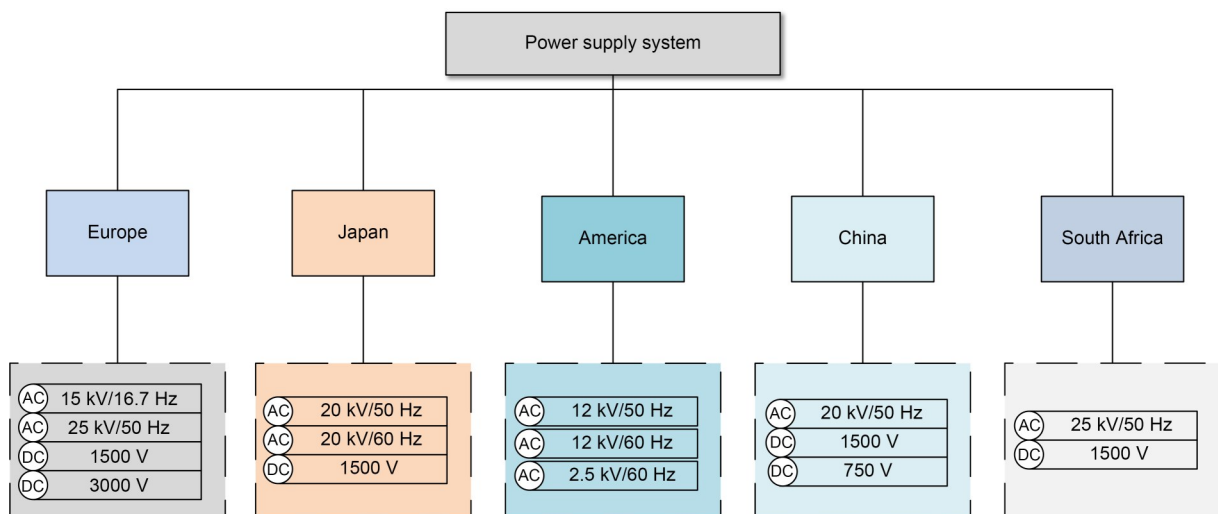 Power supply system
Europe
Japan
America
China
South Africa
AC 15 kV/16.7 Hz
AC 25 kV/50 Hz
DC 1500 V
DC 3000 V
AC 20 kV/50 Hz
AC 20 kV/60 Hz
DC 1500 V
AC 12 kV/50 Hz
AC 12 kV/60 Hz
AC 2.5 kV/60 Hz
AC 20 kV/50 Hz
DC 1500 V
DC 750 V
AC 25 kV/50 Hz
DC 1500 V